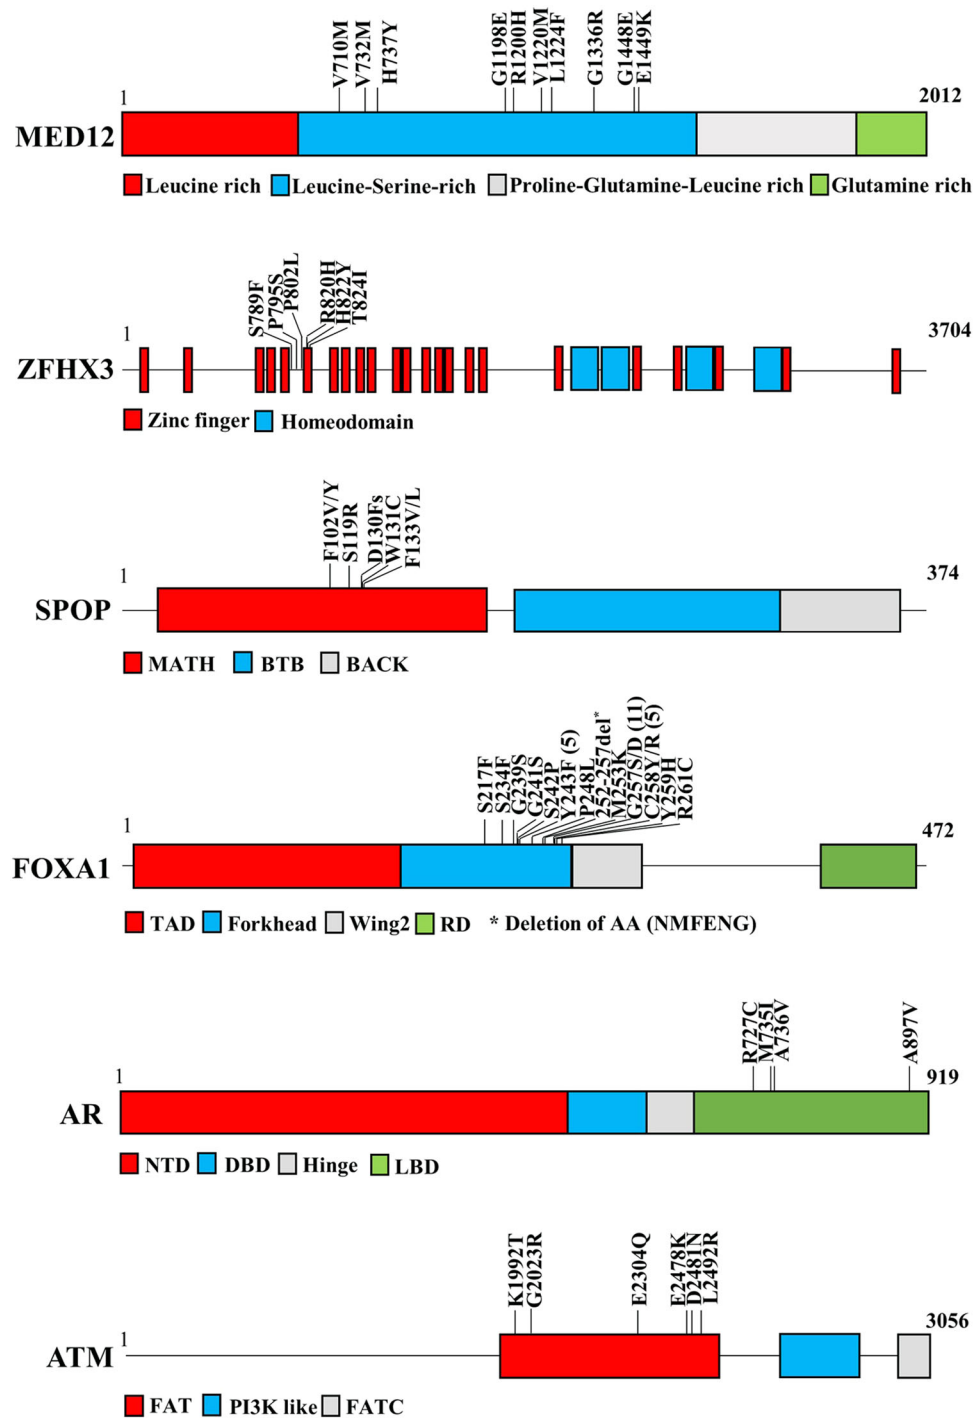 V710M V732M H737Y G1198E R1200H V1220M L1224F G1336R G1448E E1449K
1 2012
MED12
Leucine rich Leucine-Serine-rich Proline-Glutamine-Leucine rich Glutamine rich
S789F P795S P802L R820H H822Y T824I
1 3704
ZFHX3
Zinc finger Homeodomain
F102V/Y S119R D130Fs W131C F133V/L
1 374
SPOP
MATH BTB BACK
S217F S234F G239S G241S S242P Y243F (5) P248L 252-257del* M253K G257S/D (11) C258Y/R (5) Y259H R261C
1 472
FOXA1
TAD Forkhead Wing2 RD * Deletion of AA (NMFENG)
R727C M735I A736V A897V
1 919
AR
NTD DBD Hinge LBD
K1992T G2023R E2304Q E2478K D2481N L2492R
1 3056
ATM
FAT PI3K like FATC